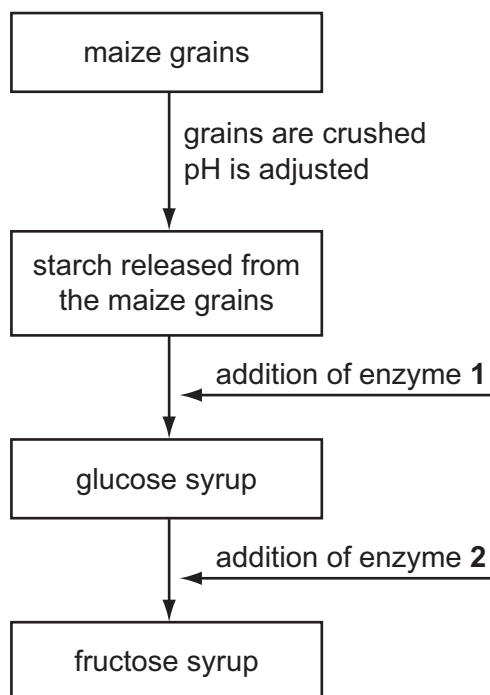 maize grains
grains are crushed
pH is adjusted
starch released from
the maize grains
addition of enzyme 1
glucose syrup
addition of enzyme 2
fructose syrup